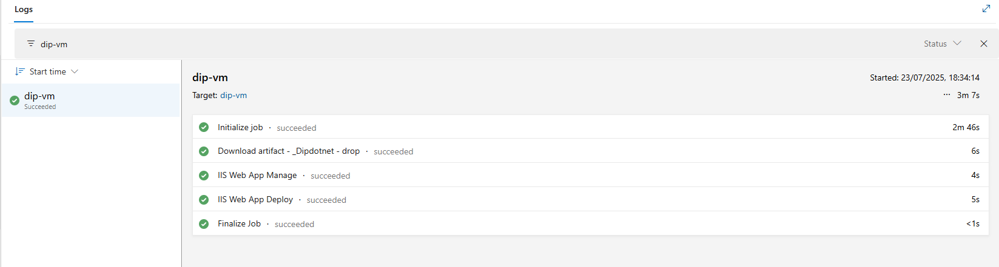 Logs
dip-vm
Status
Start time
dip-vm
Succeeded
dip-vm
Started: 23/07/2025, 18:34:14
Target: dip-vm
··· 3m 7s
Initialize job · succeeded 2m 46s
Download artifact - _Dipdotnet - drop · succeeded 6s
IIS Web App Manage · succeeded 4s
IIS Web App Deploy · succeeded 5s
Finalize Job · succeeded <1s